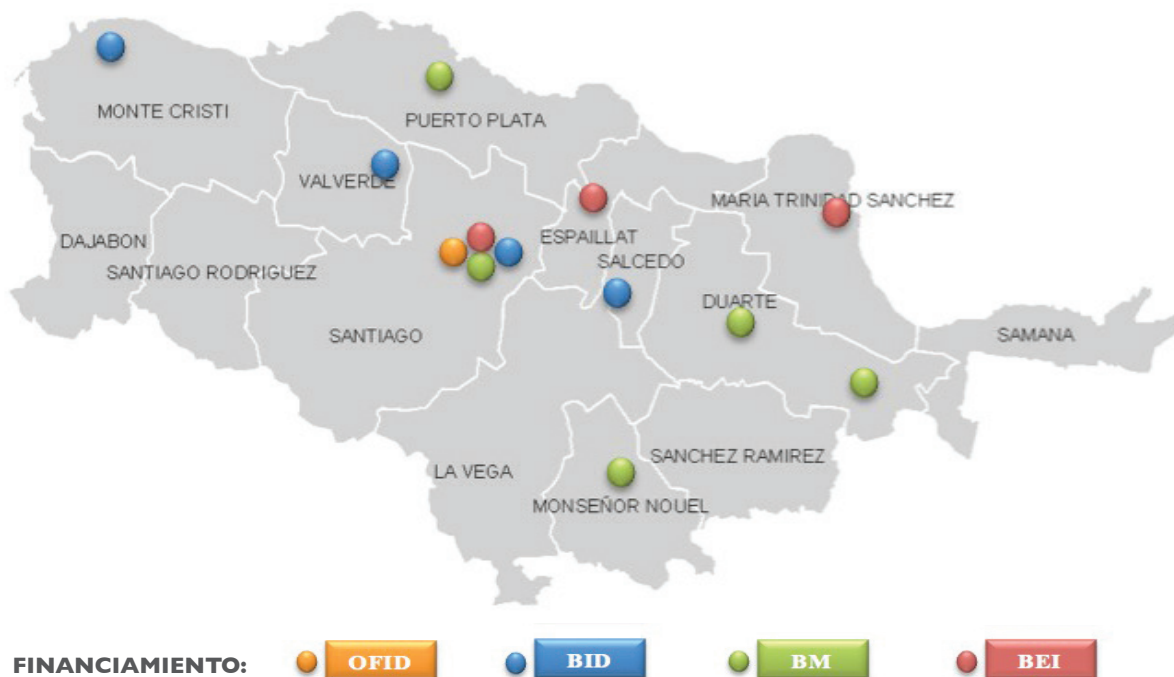 MONTE CRISTI
PUERTO PLATA
VALVERDE
MARIA TRINIDAD SANCHEZ
DAJABON
ESPAILLAT
SANTIAGO RODRIGUEZ
SALCEDO
DUARTE
SANTIAGO
SAMANA
LA VEGA
SANCHEZ RAMIREZ
MONSEÑOR NOUEL
FINANCIAMIENTO: OFID BID BM BEI